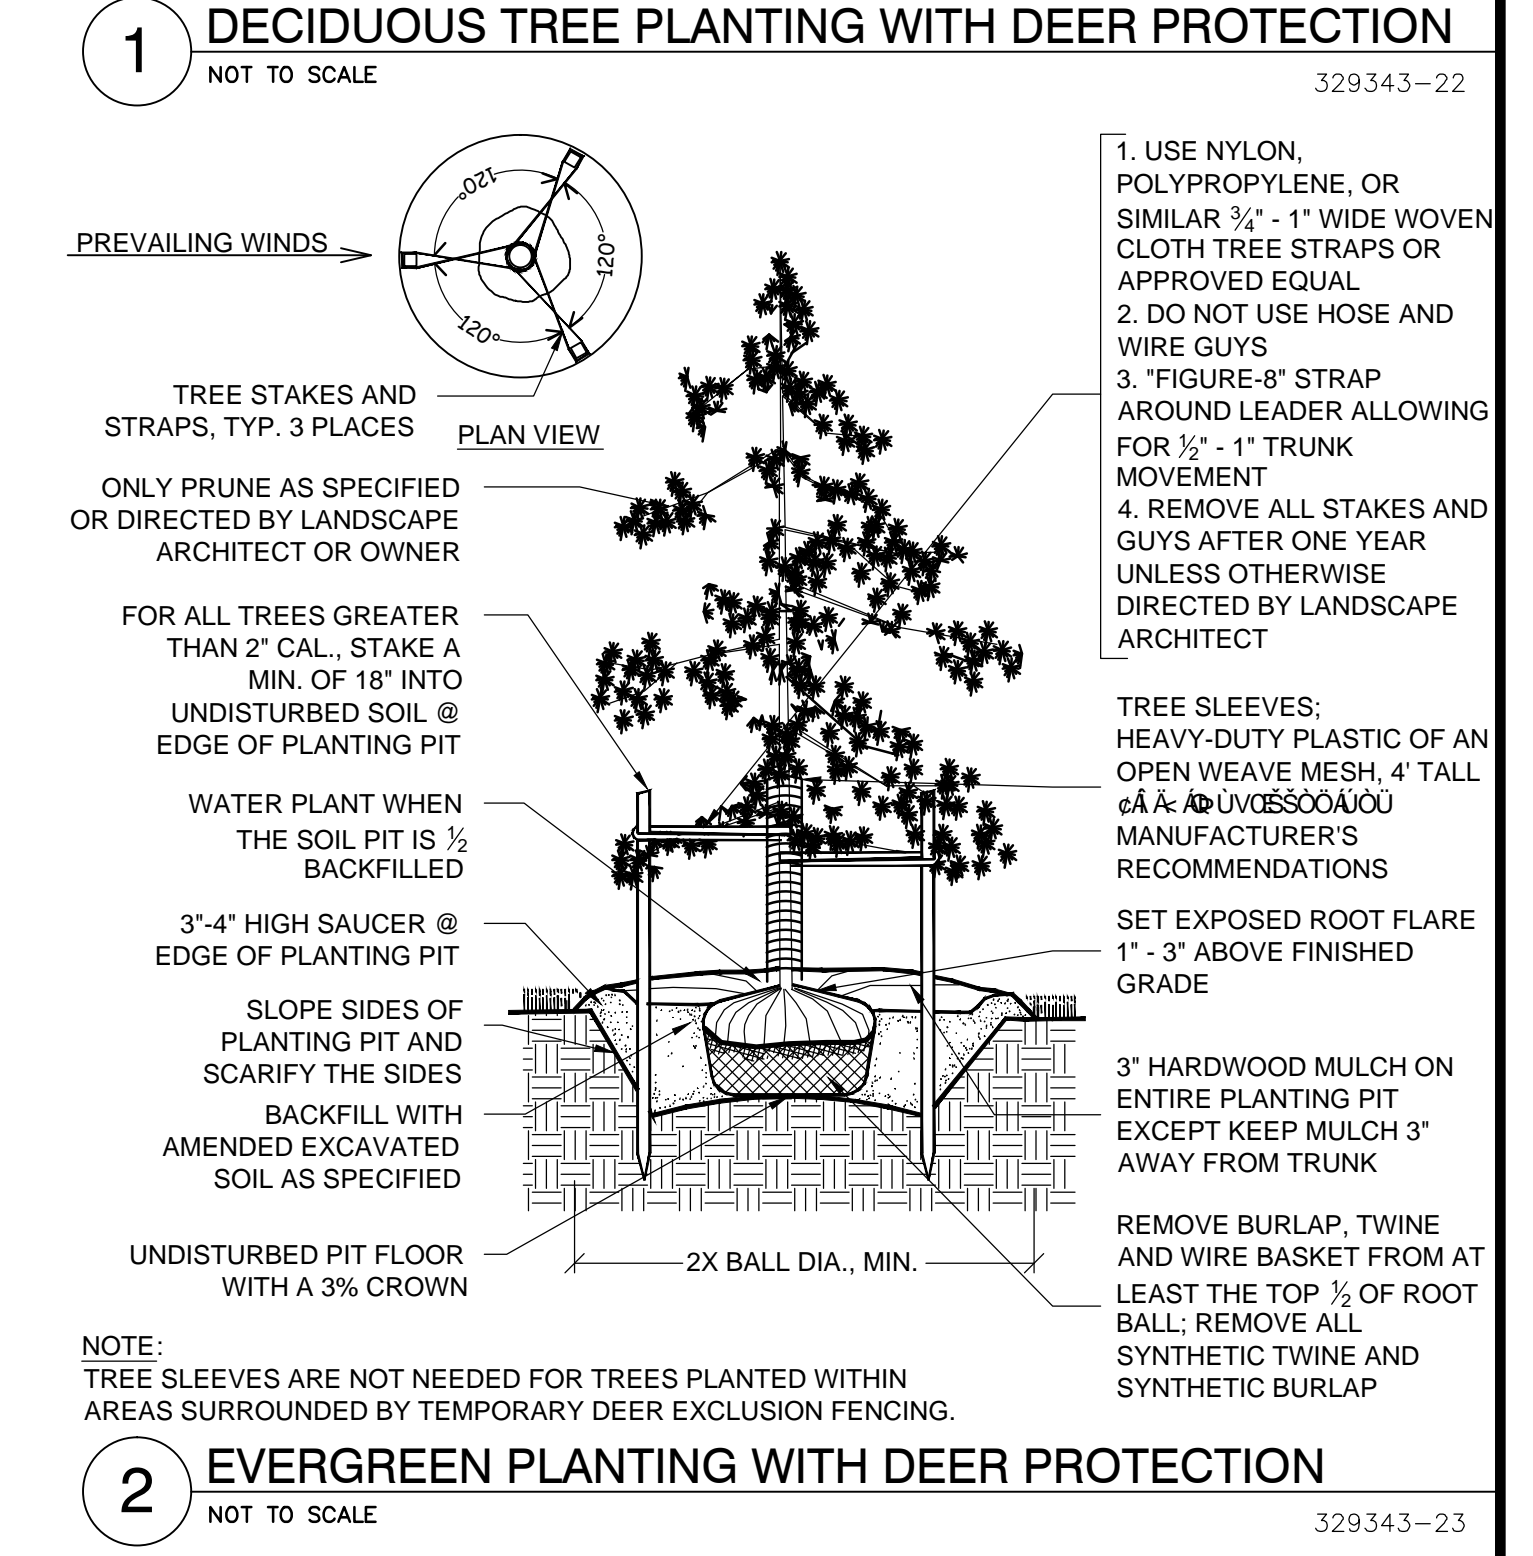 1
DECIDUOUS TREE PLANTING WITH DEER PROTECTION
NOT TO SCALE
329343-22
120°
120°
120°
PREVAILING WINDS
TREE STAKES AND
STRAPS, TYP. 3 PLACES
PLAN VIEW
ONLY PRUNE AS SPECIFIED
OR DIRECTED BY LANDSCAPE
ARCHITECT OR OWNER
FOR ALL TREES GREATER
THAN 2" CAL., STAKE A
MIN. OF 18" INTO
UNDISTURBED SOIL @
EDGE OF PLANTING PIT
WATER PLANT WHEN
THE SOIL PIT IS ½
BACKFILLED
3"-4" HIGH SAUCER @
EDGE OF PLANTING PIT
SLOPE SIDES OF
PLANTING PIT AND
SCARIFY THE SIDES
BACKFILL WITH
AMENDED EXCAVATED
SOIL AS SPECIFIED
UNDISTURBED PIT FLOOR
WITH A 3% CROWN
2X BALL DIA., MIN.
1. USE NYLON,
POLYPROPYLENE, OR
SIMILAR ¾" - 1" WIDE WOVEN
CLOTH TREE STRAPS OR
APPROVED EQUAL
2. DO NOT USE HOSE AND
WIRE GUYS
3. "FIGURE-8" STRAP
AROUND LEADER ALLOWING
FOR ½" - 1" TRUNK
MOVEMENT
4. REMOVE ALL STAKES AND
GUYS AFTER ONE YEAR
UNLESS OTHERWISE
DIRECTED BY LANDSCAPE
ARCHITECT
TREE SLEEVES;
HEAVY-DUTY PLASTIC OF AN
OPEN WEAVE MESH, 4' TALL
MANUFACTURER'S
RECOMMENDATIONS
SET EXPOSED ROOT FLARE
1" - 3" ABOVE FINISHED
GRADE
3" HARDWOOD MULCH ON
ENTIRE PLANTING PIT
EXCEPT KEEP MULCH 3"
AWAY FROM TRUNK
REMOVE BURLAP, TWINE
AND WIRE BASKET FROM AT
LEAST THE TOP ½ OF ROOT
BALL; REMOVE ALL
SYNTHETIC TWINE AND
SYNTHETIC BURLAP
NOTE:
TREE SLEEVES ARE NOT NEEDED FOR TREES PLANTED WITHIN
AREAS SURROUNDED BY TEMPORARY DEER EXCLUSION FENCING.
2
EVERGREEN PLANTING WITH DEER PROTECTION
NOT TO SCALE
329343-23